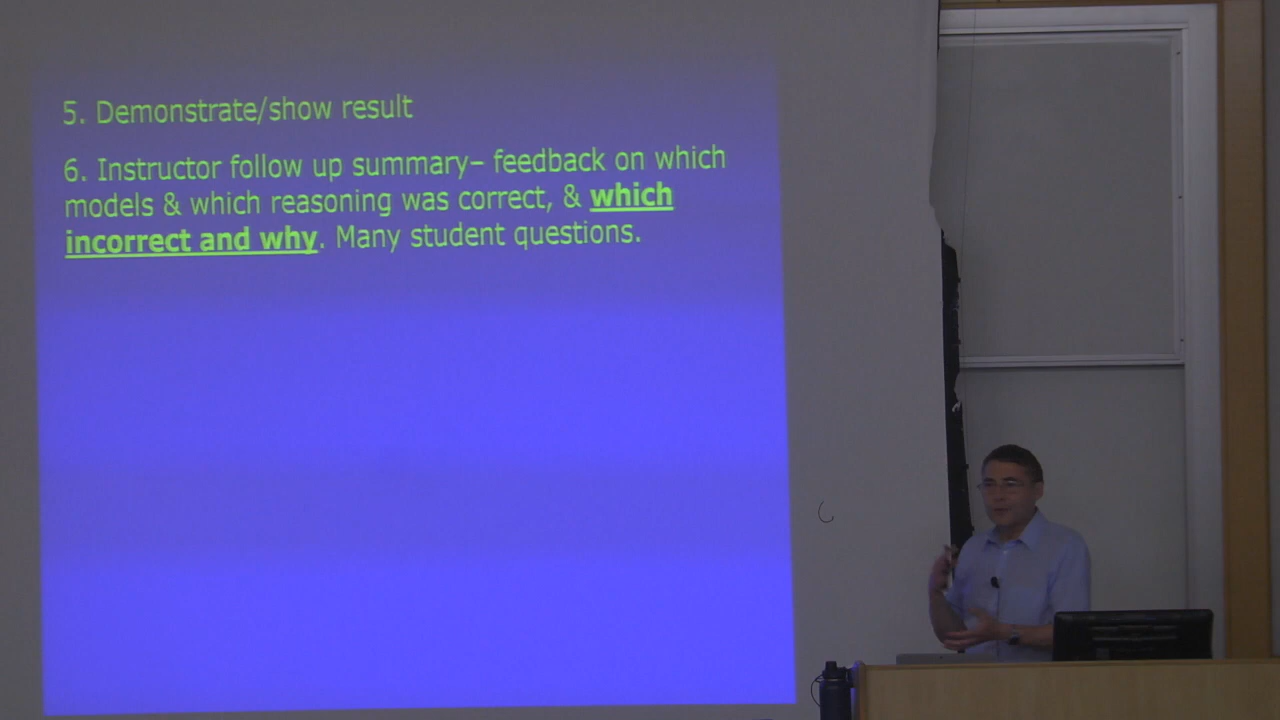 5. Demonstrate/show result
6. Instructor follow up summary– feedback on which
models & which reasoning was correct, & which
incorrect and why. Many student questions.